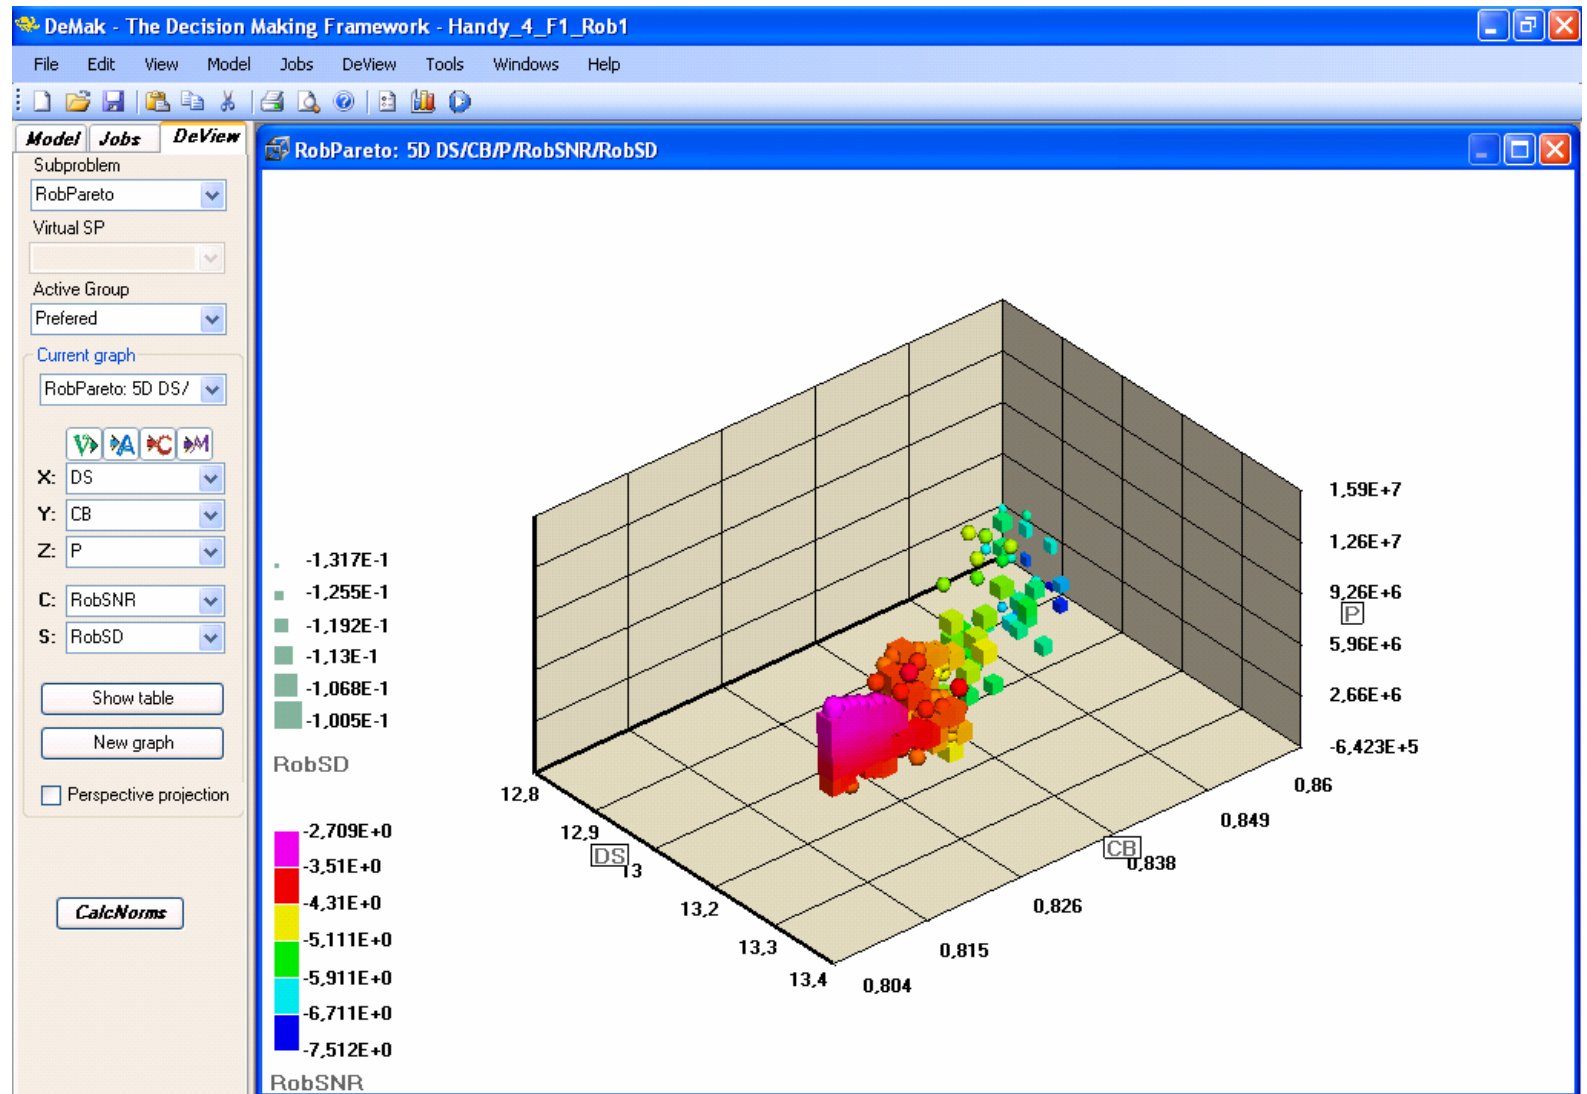 DeMak - The Decision Making Framework - Handy_4_F1_Rob1
File Edit View Model Jobs DeView Tools Windows Help
Model Jobs DeView
RobPareto: 5D DS/CB/P/RobSNR/RobSD
Subproblem
RobPareto
Virtual SP
Active Group
Prefered
Current graph
RobPareto: 5D DS/
V A C M
X: DS
Y: CB
Z: P
C: RobSNR
S: RobSD
Show table
New graph
Perspective projection
CalcNorms
-1,317E-1
-1,255E-1
-1,192E-1
-1,13E-1
-1,068E-1
-1,005E-1
RobSD
-2,709E+0
-3,51E+0
-4,31E+0
-5,111E+0
-5,911E+0
-6,711E+0
-7,512E+0
RobSNR
1,59E+7
1,26E+7
9,26E+6
P
5,96E+6
2,66E+6
-6,423E+5
12,8
12,9
DS
13
13,2
13,3
13,4
0,804
0,815
0,826
CB
0,838
0,849
0,86